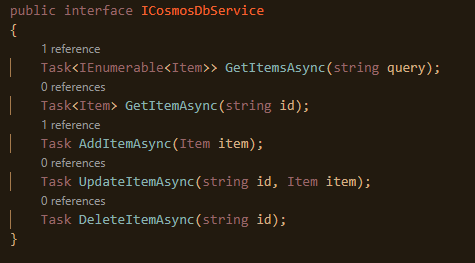 public interface ICosmosDbService
{
1 reference
Task<IEnumerable<Item>> GetItemsAsync(string query);
0 references
Task<Item> GetItemAsync(string id);
1 reference
Task AddItemAsync(Item item);
0 references
Task UpdateItemAsync(string id, Item item);
0 references
Task DeleteItemAsync(string id);
}